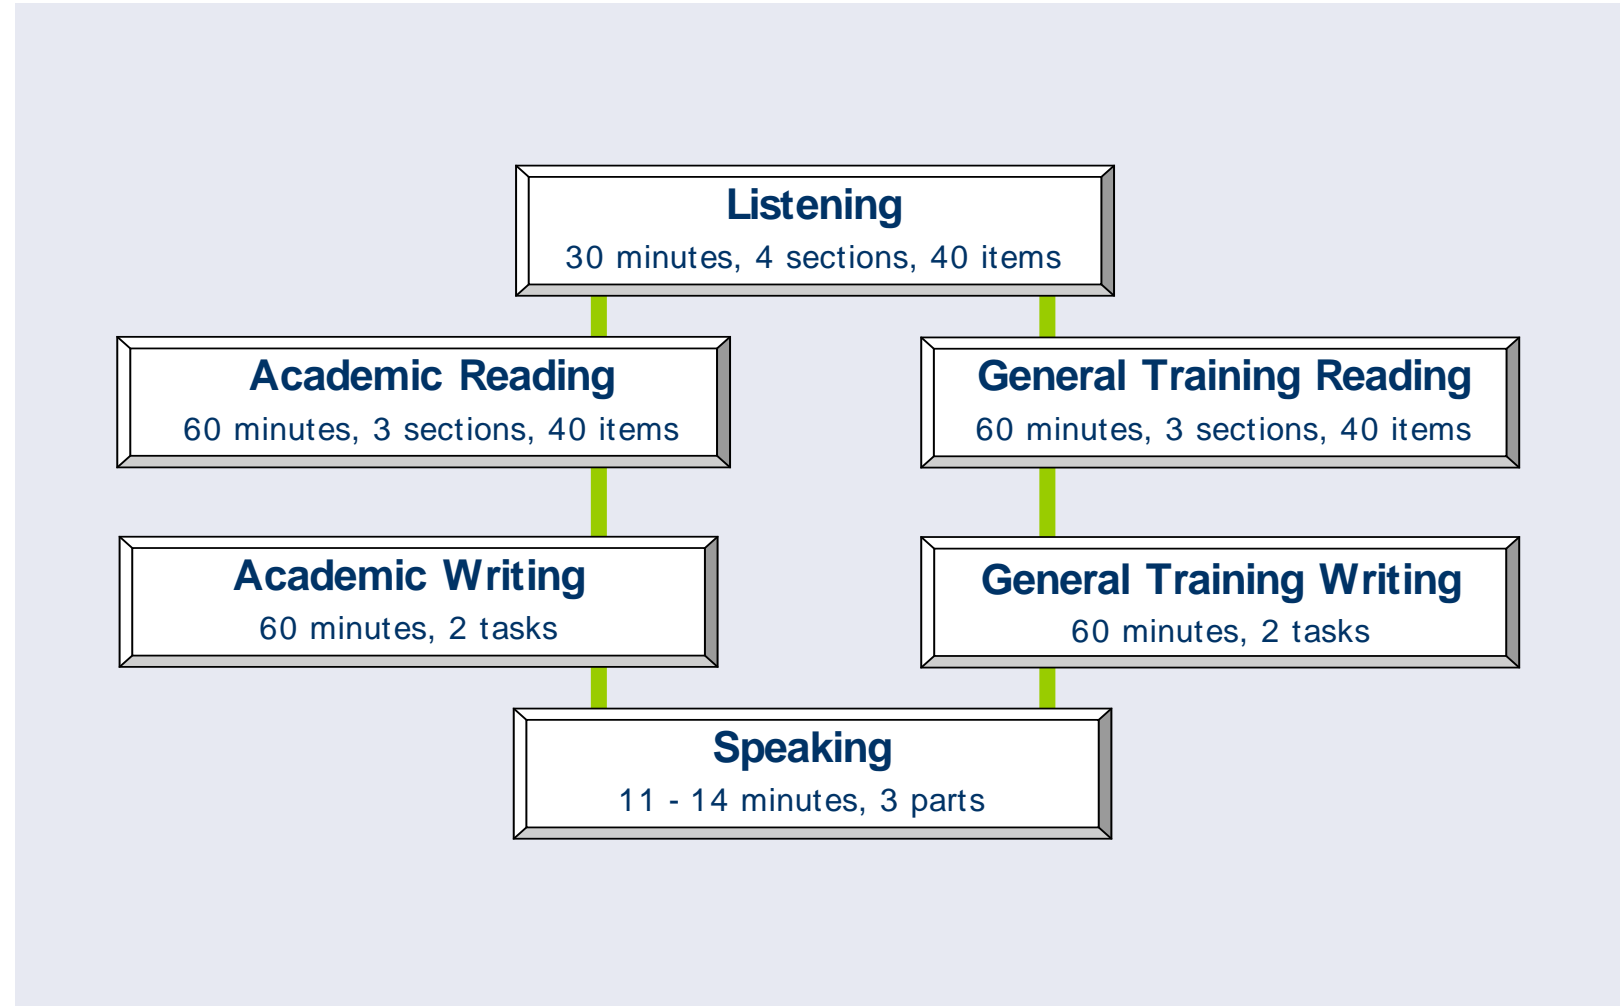 Listening
30 minutes, 4 sections, 40 items
Academic Reading
60 minutes, 3 sections, 40 items
General Training Reading
60 minutes, 3 sections, 40 items
Academic Writing
60 minutes, 2 tasks
General Training Writing
60 minutes, 2 tasks
Speaking
11 - 14 minutes, 3 parts